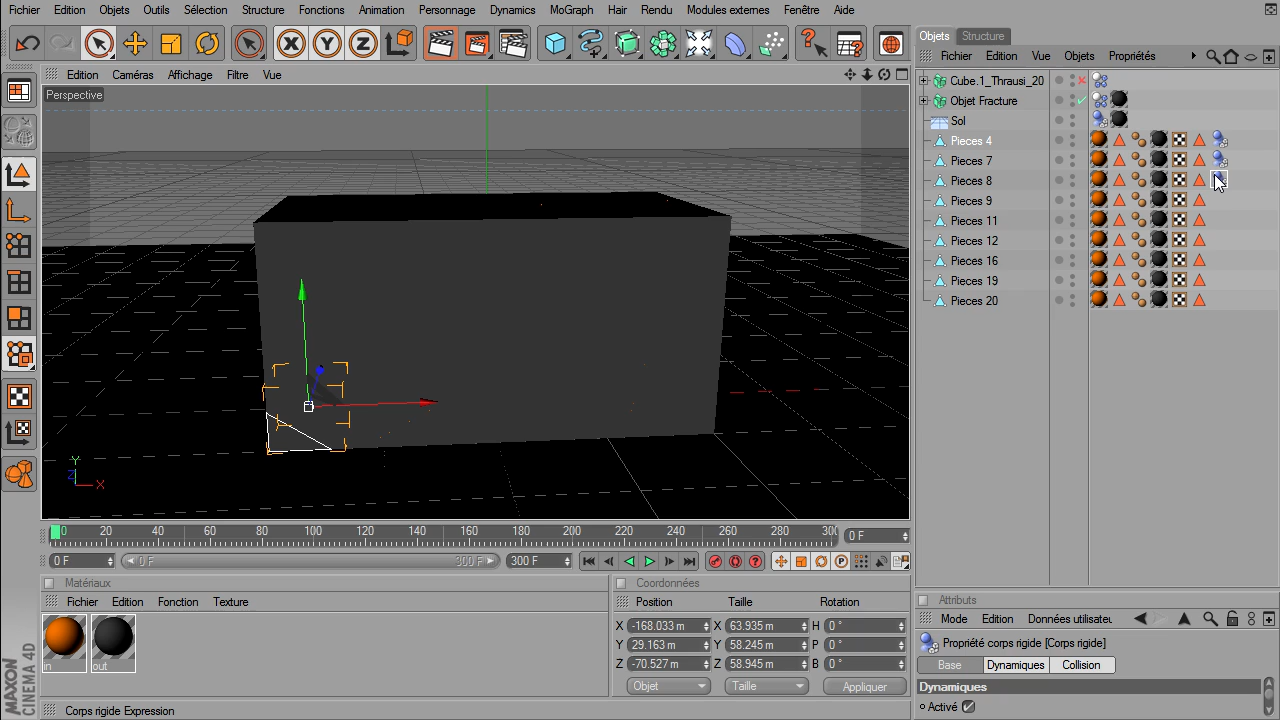 Fichier Edition Objets Outils Sélection Structure Fonctions Animation Personnage Dynamics MoGraph Hair Rendu Modules externes Fenêtre Aide
Objets Structure
Edition Caméras Affichage Filtre Vue
Fichier Edition Vue Objets Propriétés
Perspective
Cube.1_Thrausi_20
Objet Fracture
Sol
Pieces 4
Pieces 7
Pieces 8
Pieces 9
Pieces 11
Pieces 12
Pieces 16
Pieces 19
Pieces 20
Y
Z
X
0 20 40 60 80 100 120 140 160 180 200 220 240 260 280 30
0 F
0 F 0 F 300 F 300 F
Matériaux
Fichier Edition Fonction Texture
in out
Coordonnées
Position Taille Rotation
X -168.033 m X 63.935 m H 0 °
Y 29.163 m Y 58.245 m P 0 °
Z -70.527 m Z 58.945 m B 0 °
Objet Taille Appliquer
Attributs
Mode Edition Données utilisateu
Propriété corps rigide [Corps rigide]
Base Dynamiques Collision
Dynamiques
Activé
MAXON
CINEMA 4D
Corps rigide Expression